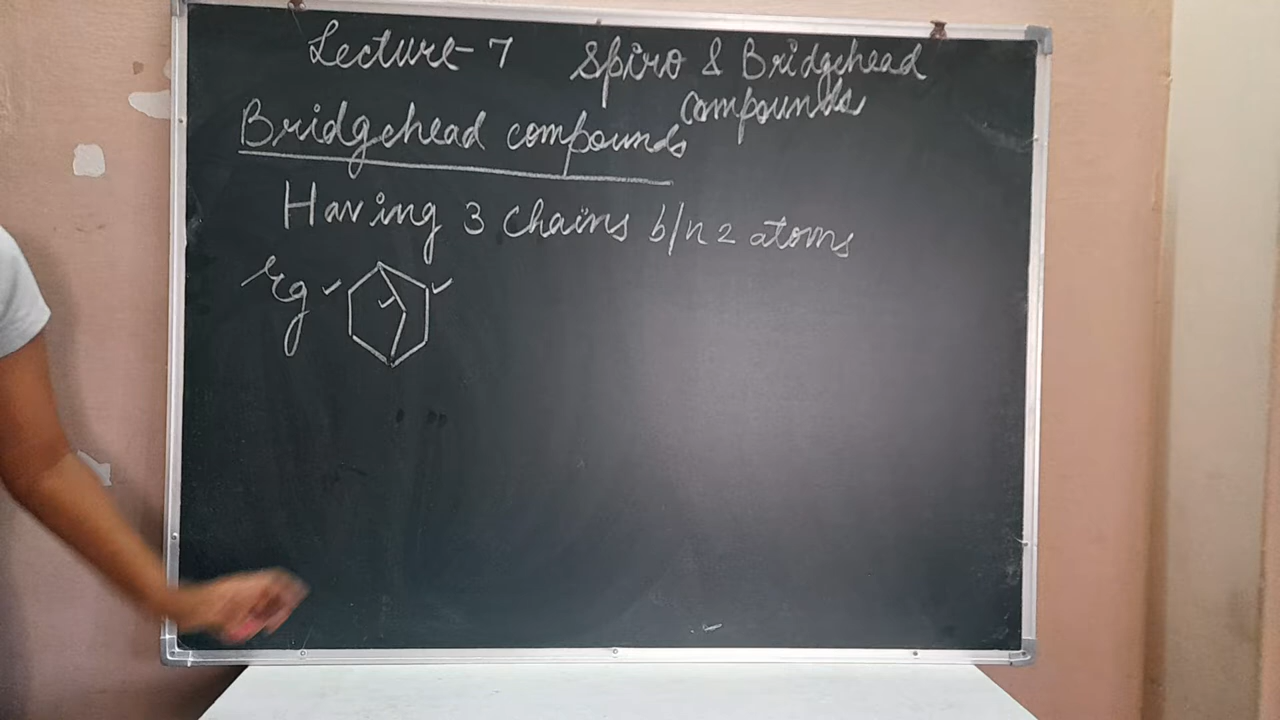 Lecture-7 Spiro & Bridgehead
compounds
Bridgehead compounds
Having 3 chains b/n 2 atoms
Eg